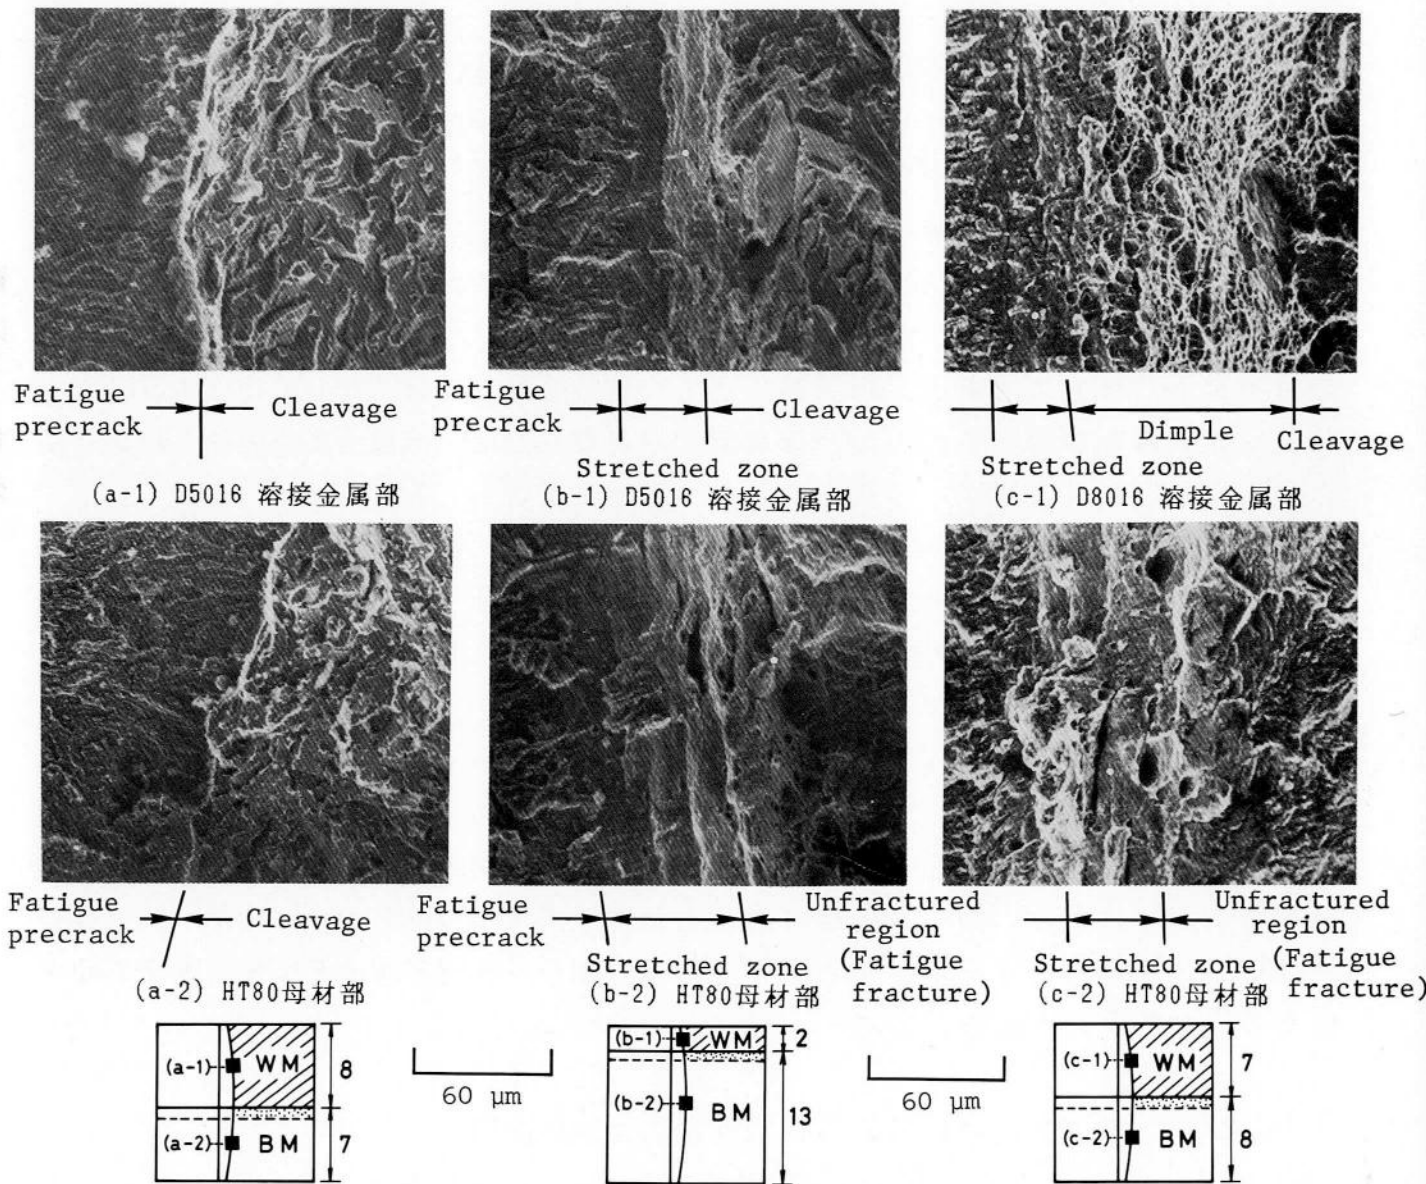 Fatigue
precrack
Cleavage
(a-1) D5016 溶接金属部
Fatigue
precrack
Cleavage
Stretched zone
(b-1) D5016 溶接金属部
Dimple
Cleavage
Stretched zone
(c-1) D8016 溶接金属部
Fatigue
precrack
Cleavage
(a-2) HT80母材部
Fatigue
precrack
Unfractured
region
(Fatigue
fracture)
Stretched zone
(b-2) HT80母材部
Unfractured
region
(Fatigue
fracture)
Stretched zone
(c-2) HT80母材部
(a-1) WM 8
(a-2) BM 7
60 μm
(b-1) WM 2
(b-2) BM 13
60 μm
(c-1) WM 7
(c-2) BM 8